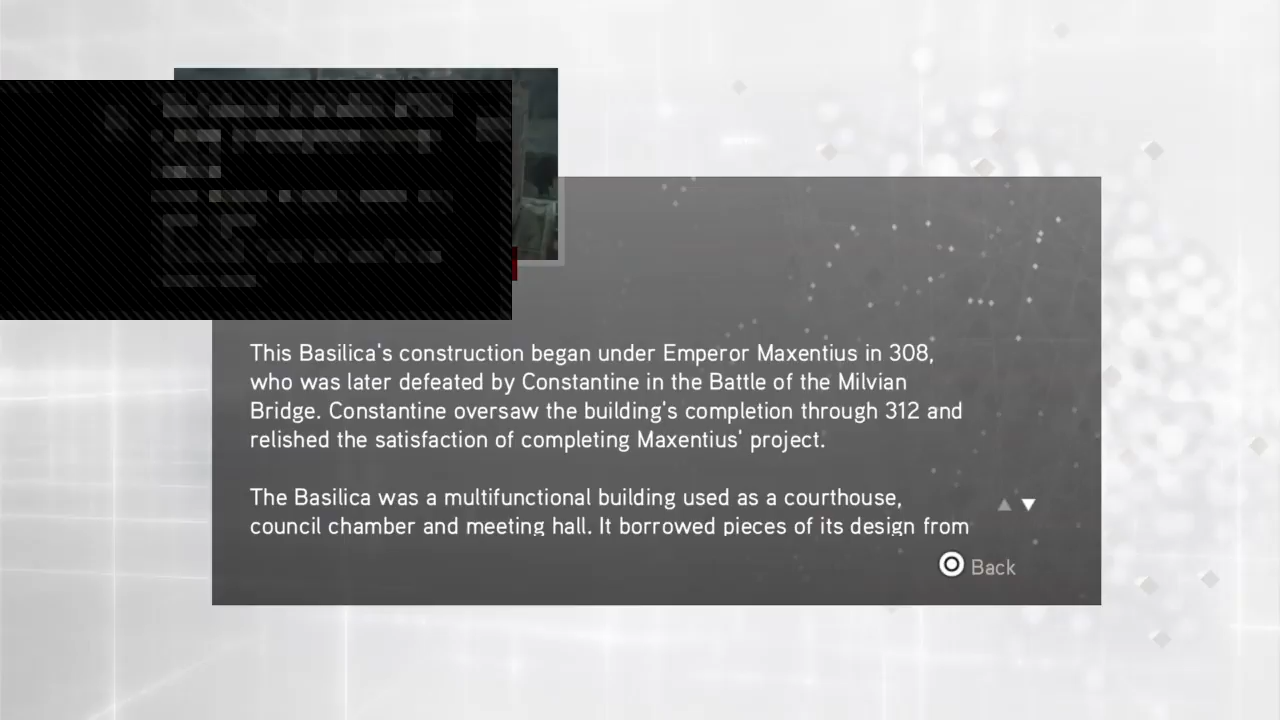 This Basilica's construction began under Emperor Maxentius in 308,
who was later defeated by Constantine in the Battle of the Milvian
Bridge. Constantine oversaw the building's completion through 312 and
relished the satisfaction of completing Maxentius' project.
The Basilica was a multifunctional building used as a courthouse,
council chamber and meeting hall. It borrowed pieces of its design from
Back